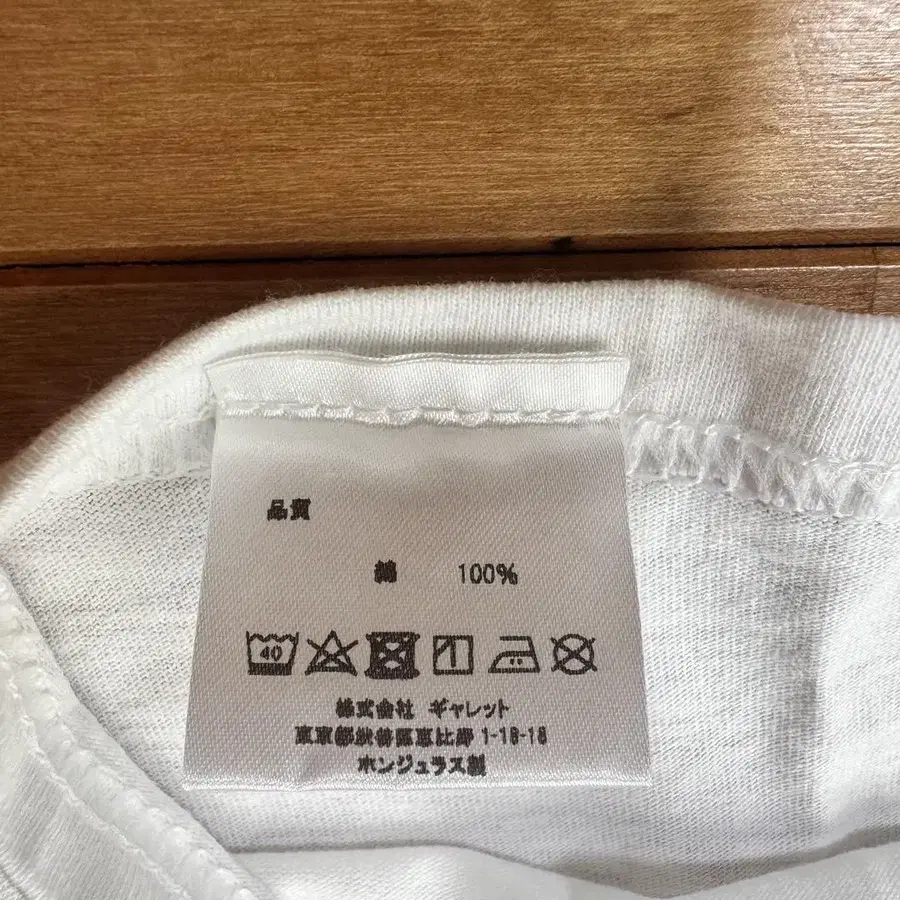 品質
綿 100%
40
株式会社 ギャレット
東京都渋谷区恵比寿 1-18-18
ホンジュラス製